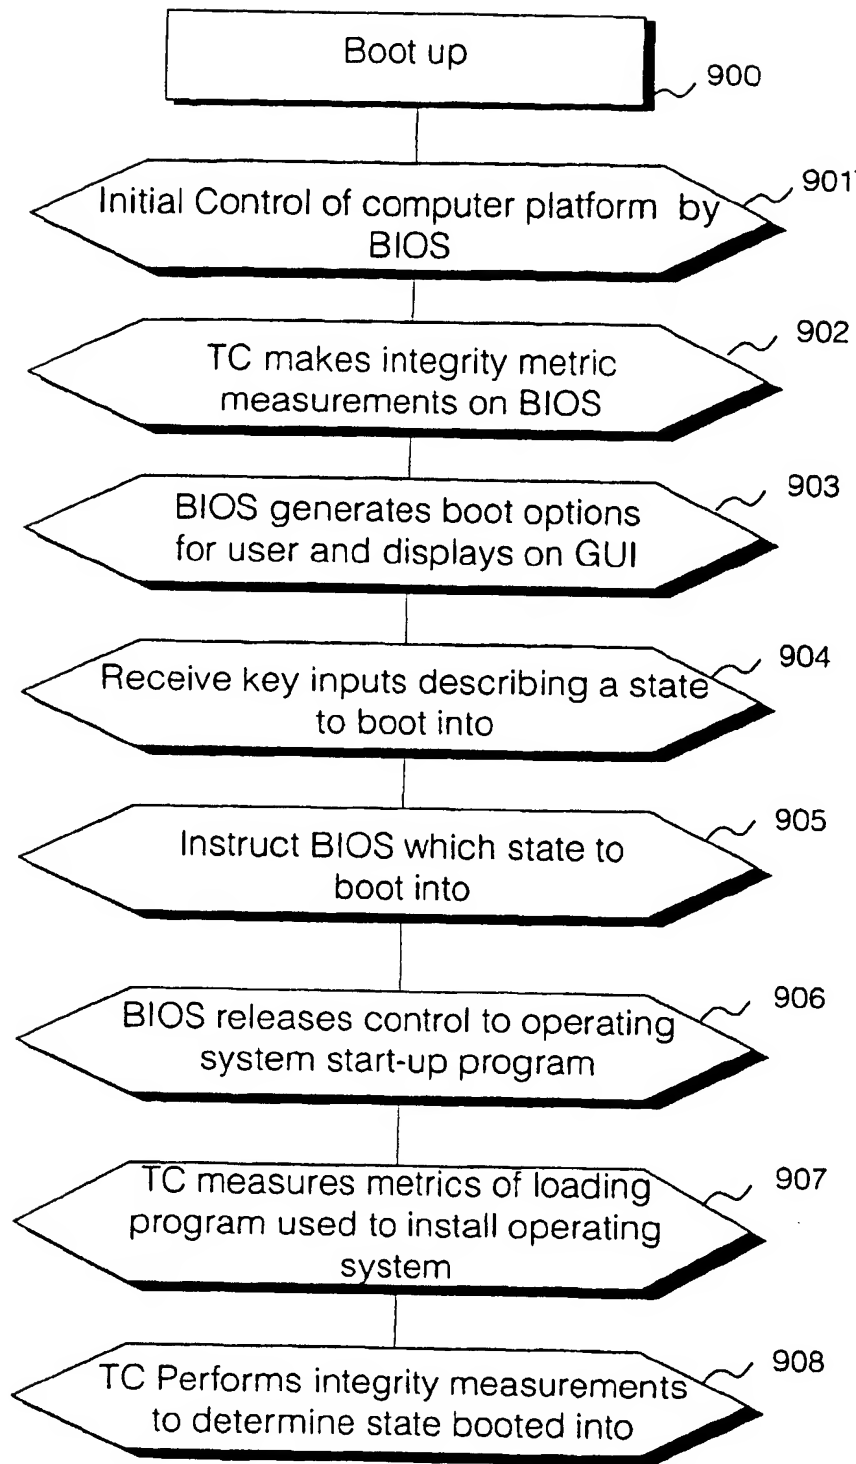 Boot up
900
Initial Control of computer platform by
BIOS
901
TC makes integrity metric
measurements on BIOS
902
BIOS generates boot options
for user and displays on GUI
903
Receive key inputs describing a state
to boot into
904
Instruct BIOS which state to
boot into
905
BIOS releases control to operating
system start-up program
906
TC measures metrics of loading
program used to install operating
system
907
TC Performs integrity measurements
to determine state booted into
908